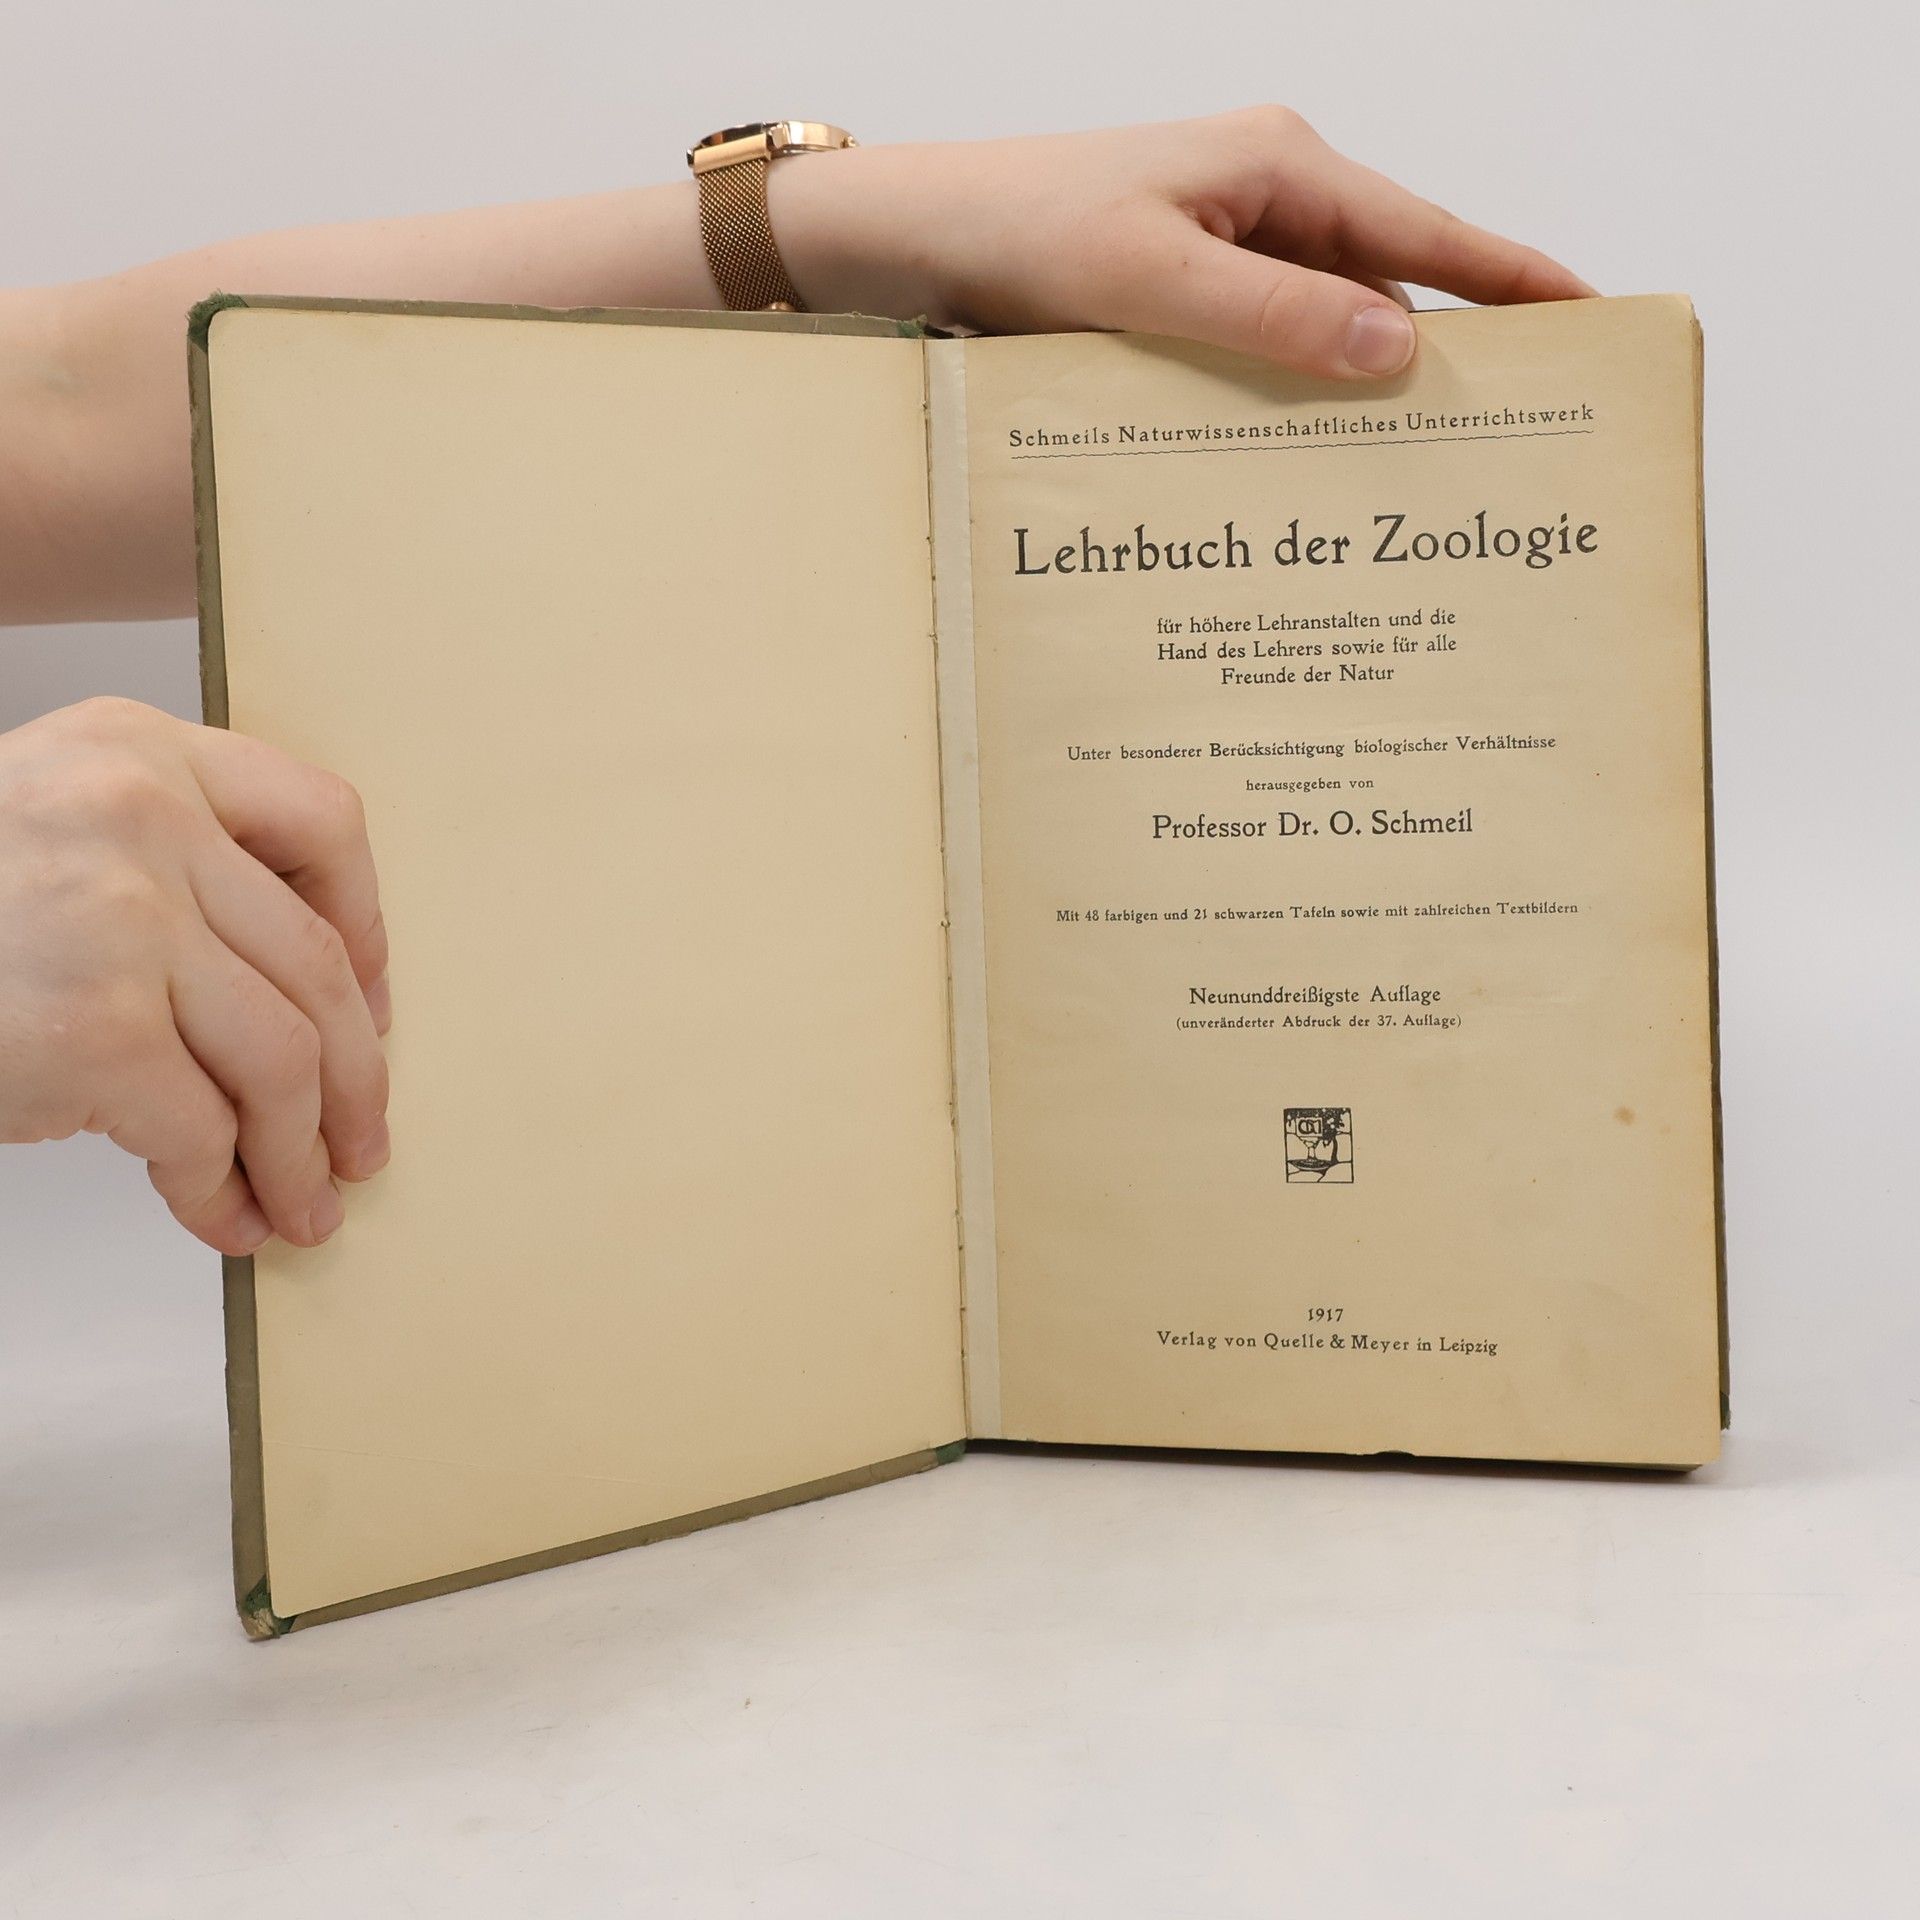 Schmeils Naturwissenschaftliches Unterrichtswerk
Lehrbuch der Zoologie
für höhere Lehranstalten und die
Hand des Lehrers sowie für alle
Freunde der Natur
Unter besonderer Berücksichtigung biologischer Verhältnisse
herausgegeben von
Professor Dr. O. Schmeil
Mit 48 farbigen und 21 schwarzen Tafeln sowie mit zahlreichen Textbildern
Neununddreißigste Auflage
(unveränderter Abdruck der 37. Auflage)
1917
Verlag von Quelle & Meyer in Leipzig